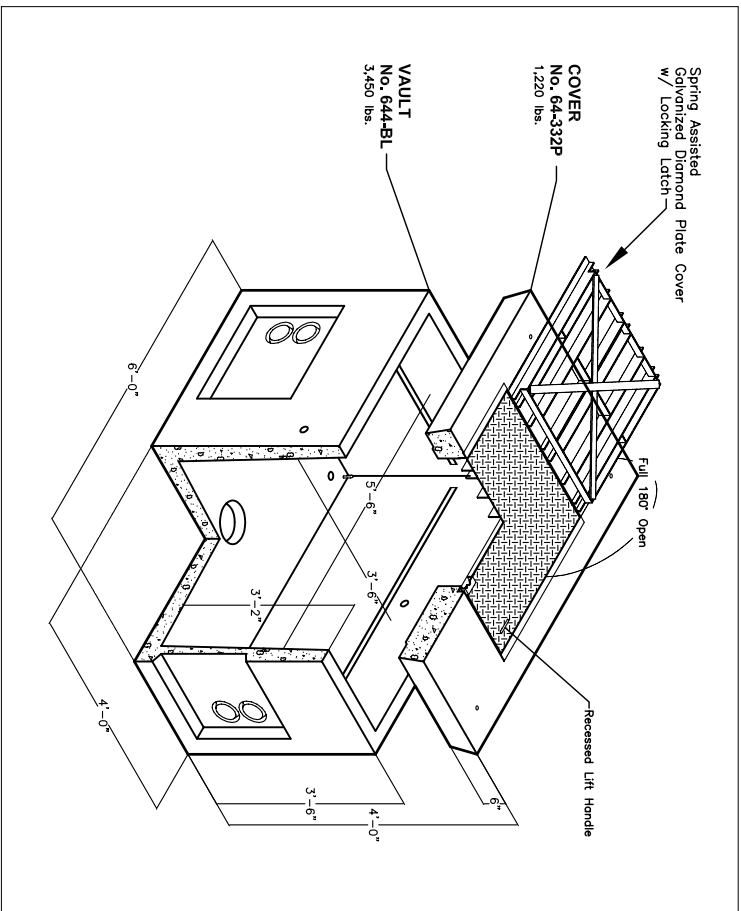 Spring Assisted
Galvanized Diamond Plate Cover
w/ Locking Latch
COVER
No. 64-332P
1,220 lbs.
VAULT
No. 644-BL
3,450 lbs.
Full 180° Open
Recessed Lift Handle
5'-6"
3'-6"
3'-2"
6"
3'-6"
4'-0"
6'-0"
4'-0"